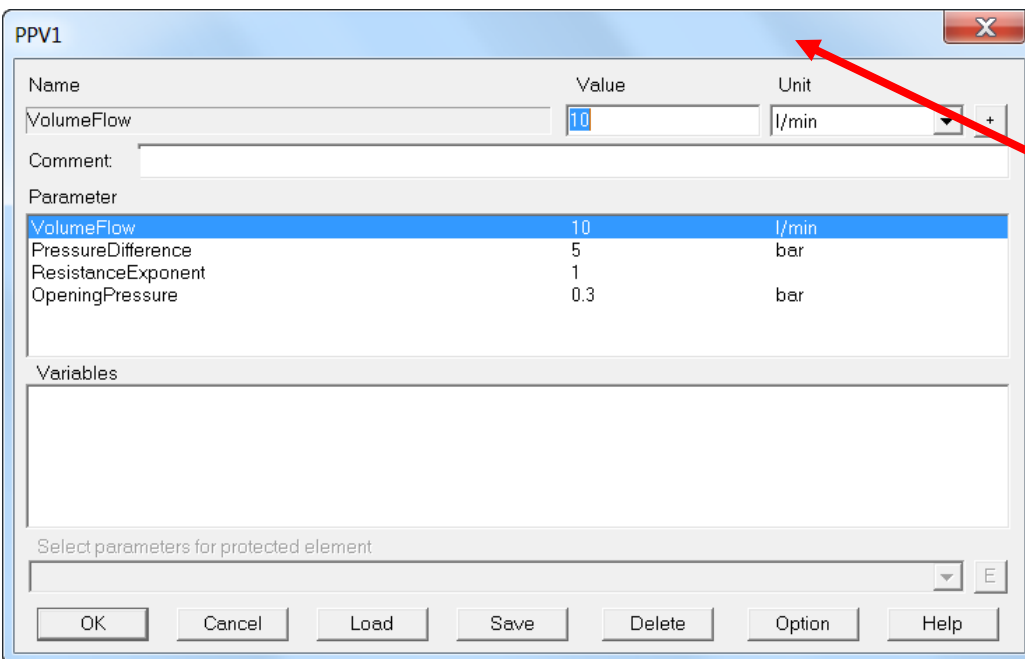 PPV1
X
Name Value Unit
VolumeFlow 10 l/min +
Comment:
Parameter
VolumeFlow 10 l/min
PressureDifference 5 bar
ResistanceExponent 1
OpeningPressure 0.3 bar
Variables
Select parameters for protected element
E
OK Cancel Load Save Delete Option Help